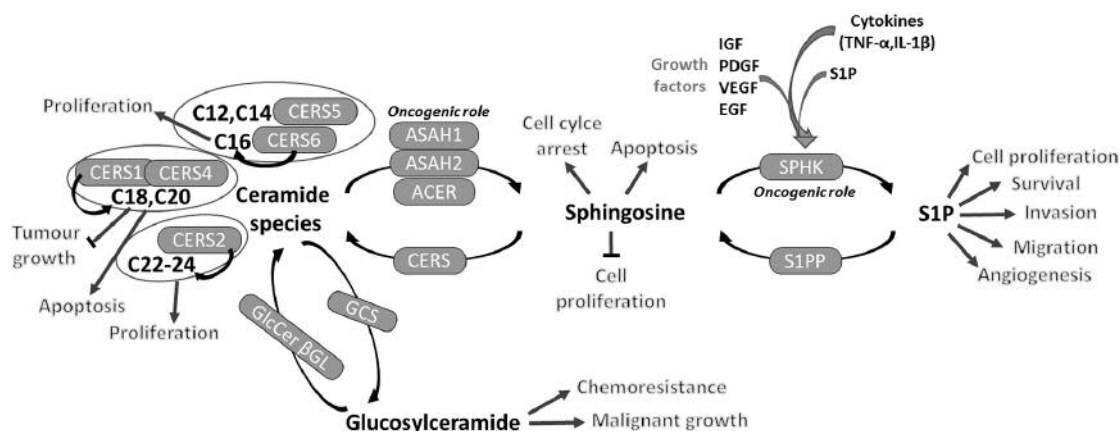 Cytokines
(TNF-α,IL-1β)
IGF
PDGF
VEGF
EGF
Growth
factors
S1P
Proliferation
C12,C14 CERS5
C16 CERS6
Oncogenic role
ASAH1
ASAH2
ACER
Cell cylce
arrest
Apoptosis
SPHK
Oncogenic role
Cell proliferation
Survival
Invasion
Migration
Angiogenesis
CERS1 CERS4
C18,C20
Ceramide
species
Sphingosine
S1P
Tumour
growth
CERS2
C22-24
CERS
Cell
proliferation
S1PP
Apoptosis
Proliferation
GlcCer βGL
GCS
Glucosylceramide
Chemoresistance
Malignant growth